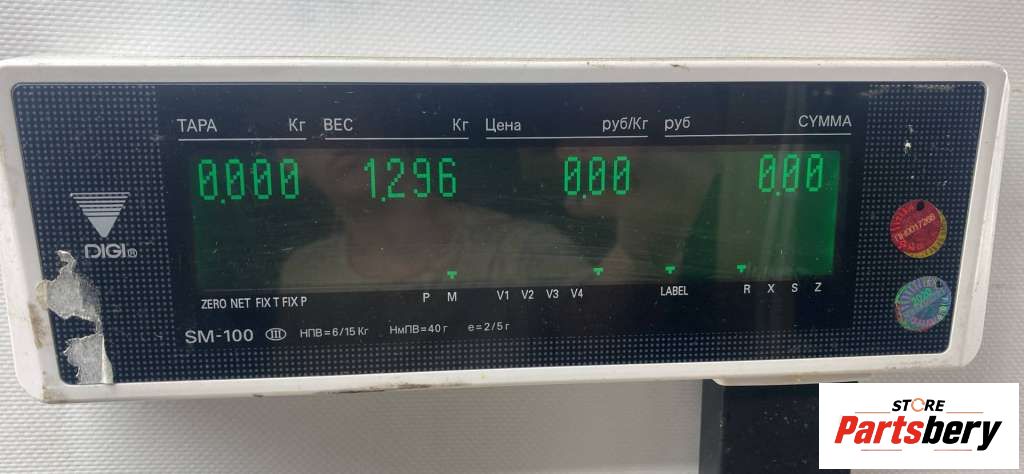 ТАРА Кг ВЕС Кг Цена руб/Кг руб СУММА
0.000 1.296 0.00 0.00
DIGI®
ZERO NET FIX T FIX P P M V1 V2 V3 V4 LABEL R X S Z
SM-100 III НПВ=6/15 Кг НмПВ=40 г e=2/5 г
2020
STORE
Partsbery